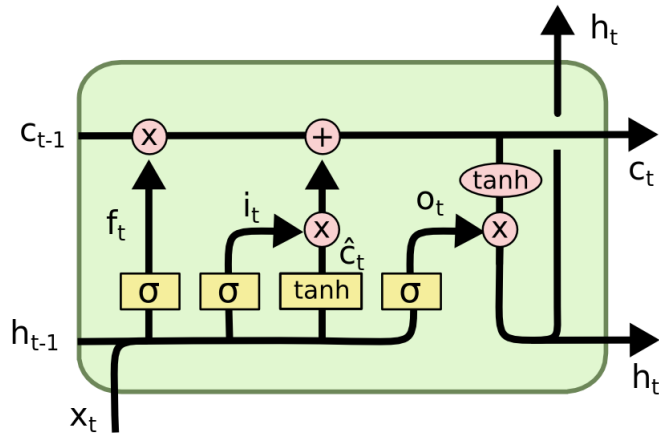 h_t
c_{t-1}
x
+
c_t
tanh
f_t
i_t
x
o_t
x
ĉ_t
σ
σ
tanh
σ
h_{t-1}
h_t
x_t